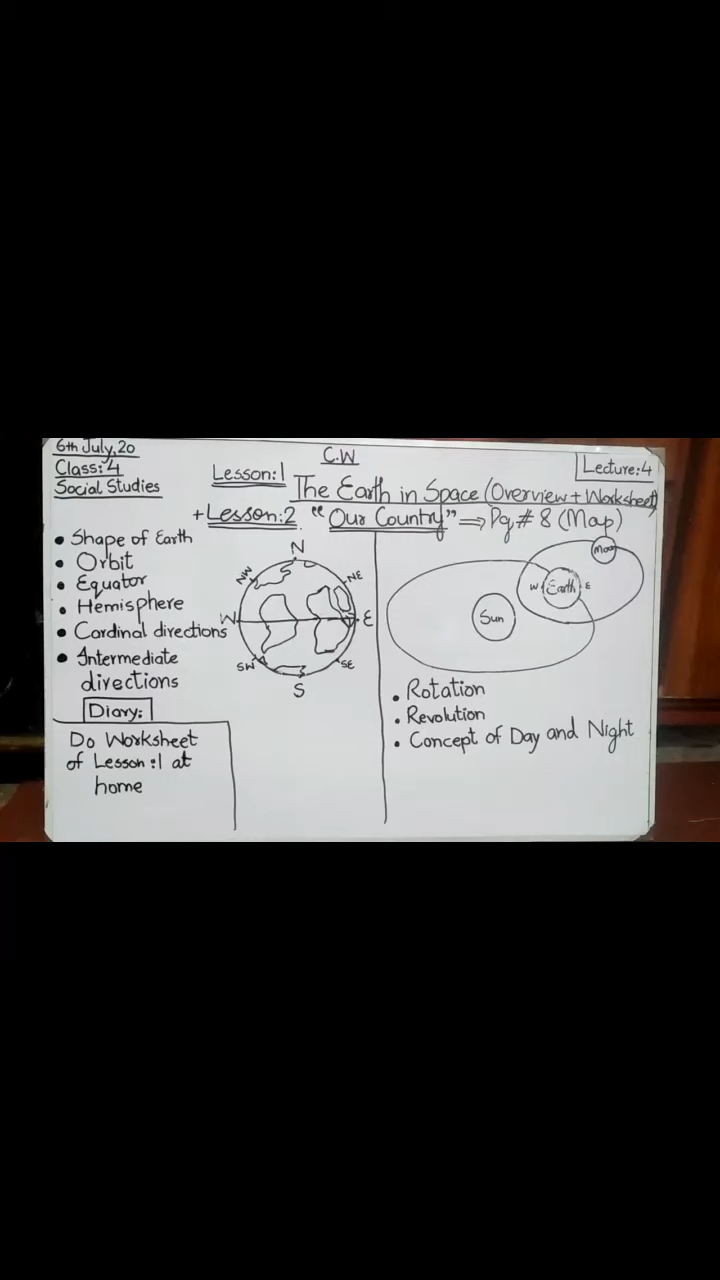 6th July,20
Class:4
Social Studies
C.W
Lecture:4
Lesson:1 The Earth in Space (Overview + Worksheet)
+ Lesson:2 "Our Country" ⇒ Pg # 8 (Map)
• Shape of Earth
• Orbit
• Equator
• Hemisphere
• Cardinal directions
• Intermediate
directions
Diary:
Do Worksheet
of Lesson:1 at
home
N
NW
NE
W
E
SW
SE
S
Moon
W Earth E
Sun
• Rotation
• Revolution
• Concept of Day and Night